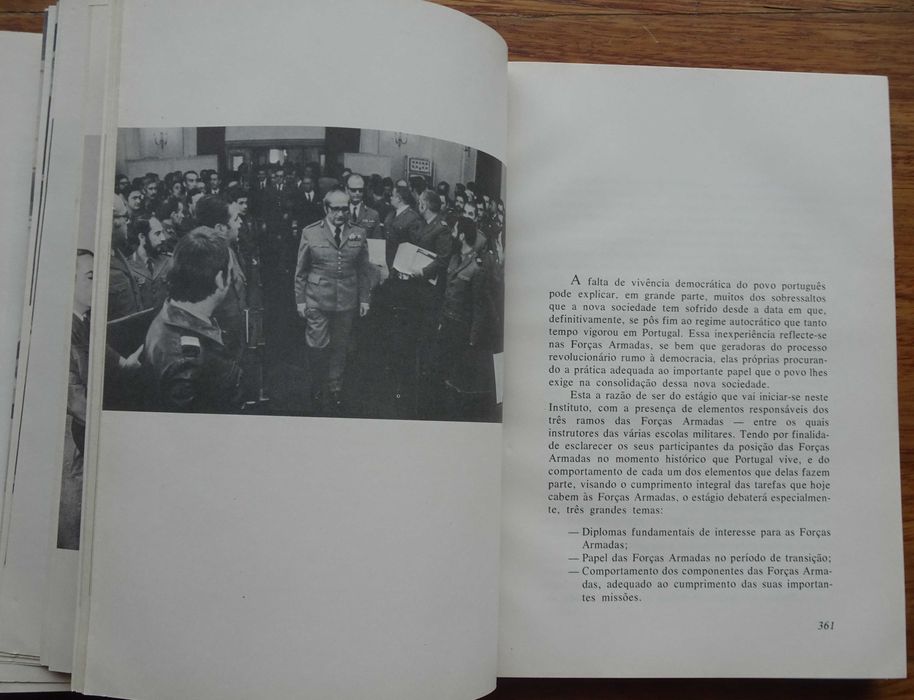 A falta de vivência democrática do povo português
pode explicar, em grande parte, muitos dos sobressaltos
que a nova sociedade tem sofrido desde a data em que,
definitivamente, se pôs fim ao regime autocrático que tanto
tempo vigorou em Portugal. Essa inexperiência reflecte-se
nas Forças Armadas, se bem que geradoras do processo
revolucionário rumo à democracia, elas próprias procuran-
do a prática adequada ao importante papel que o povo lhes
exige na consolidação dessa nova sociedade.
Esta a razão de ser do estágio que vai iniciar-se neste
Instituto, com a presença de elementos responsáveis dos
três ramos das Forças Armadas — entre os quais
instrutores das várias escolas militares. Tendo por finalida-
de esclarecer os seus participantes da posição das Forças
Armadas no momento histórico que Portugal vive, e do
comportamento de cada um dos elementos que delas fazem
parte, visando o cumprimento integral das tarefas que hoje
cabem às Forças Armadas, o estágio debaterá especialmen-
te, três grandes temas:
— Diplomas fundamentais de interesse para as Forças
Armadas;
— Papel das Forças Armadas no período de transição;
— Comportamento dos componentes das Forças Arma-
das, adequado ao cumprimento das suas importan-
tes missões.
361